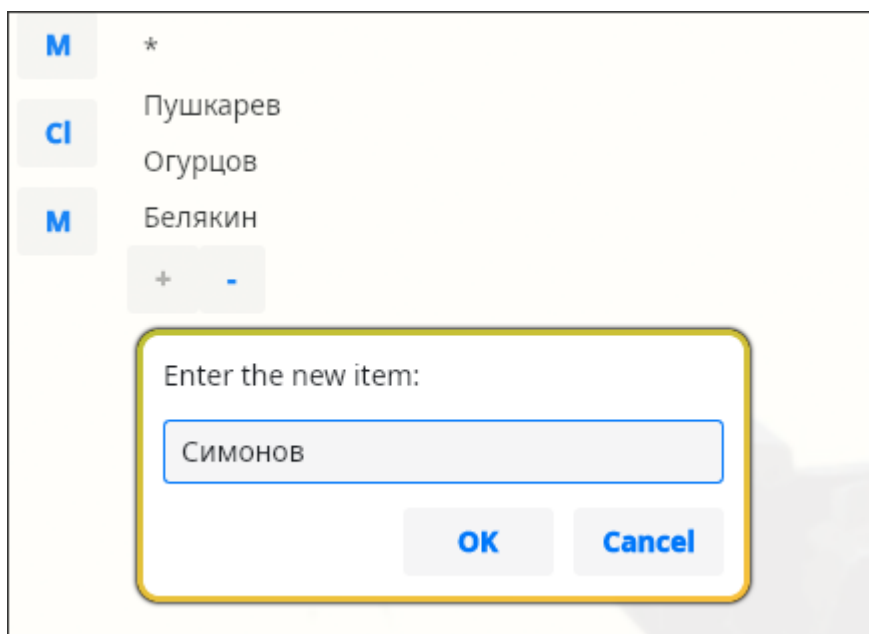 M *
Пушкарев
Cl
Огурцов
M Белякин
+ -
Enter the new item:
Симонов
OK Cancel